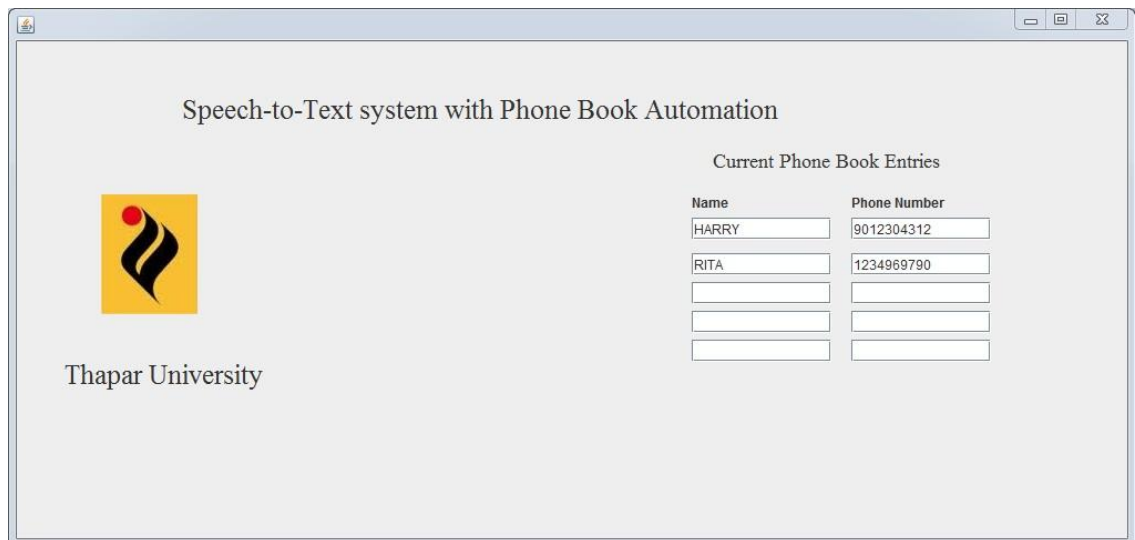 Speech-to-Text system with Phone Book Automation
Current Phone Book Entries
Name Phone Number
HARRY 9012304312
RITA 1234969790
Thapar University